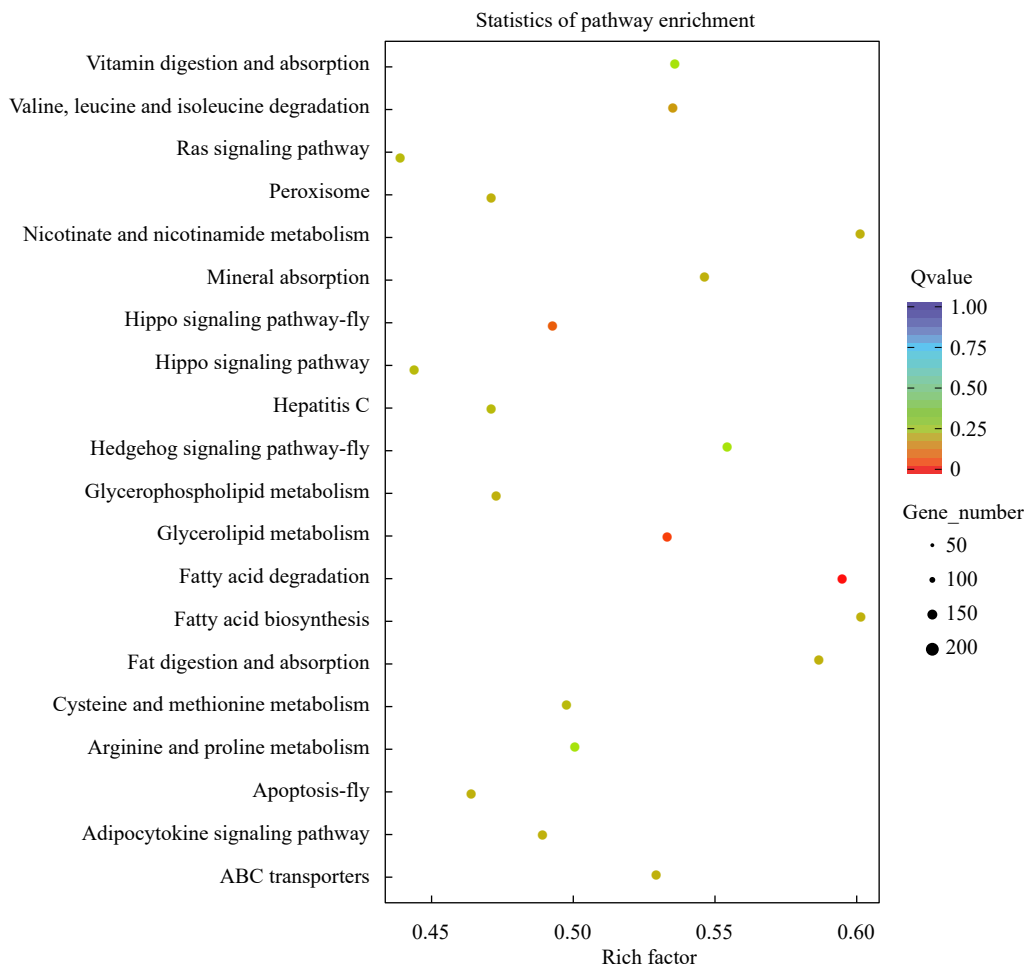 Statistics of pathway enrichment
Vitamin digestion and absorption
Valine, leucine and isoleucine degradation
Ras signaling pathway
Peroxisome
Nicotinate and nicotinamide metabolism
Mineral absorption
Hippo signaling pathway-fly
Hippo signaling pathway
Hepatitis C
Hedgehog signaling pathway-fly
Glycerophospholipid metabolism
Glycerolipid metabolism
Fatty acid degradation
Fatty acid biosynthesis
Fat digestion and absorption
Cysteine and methionine metabolism
Arginine and proline metabolism
Apoptosis-fly
Adipocytokine signaling pathway
ABC transporters
0.45 0.50 0.55 0.60
Rich factor
Qvalue
1.00
0.75
0.50
0.25
0
Gene_number
50
100
150
200